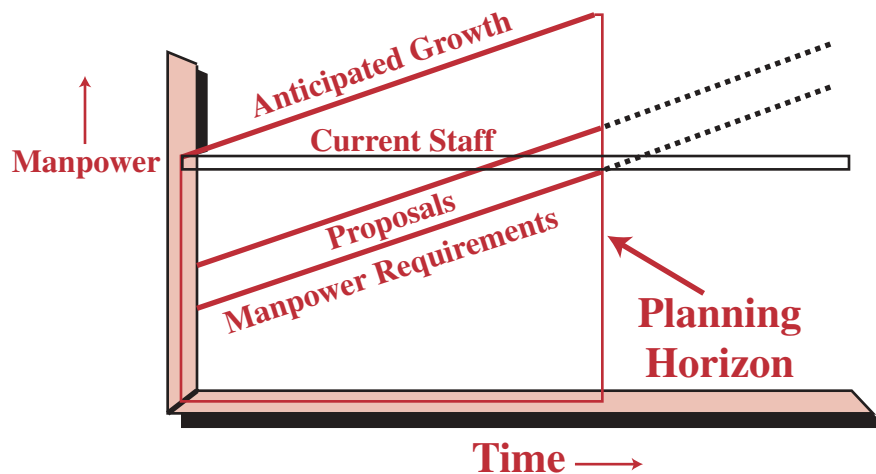 Anticipated Growth
Current Staff
Manpower
Proposals
Manpower Requirements
Planning
Horizon
Time